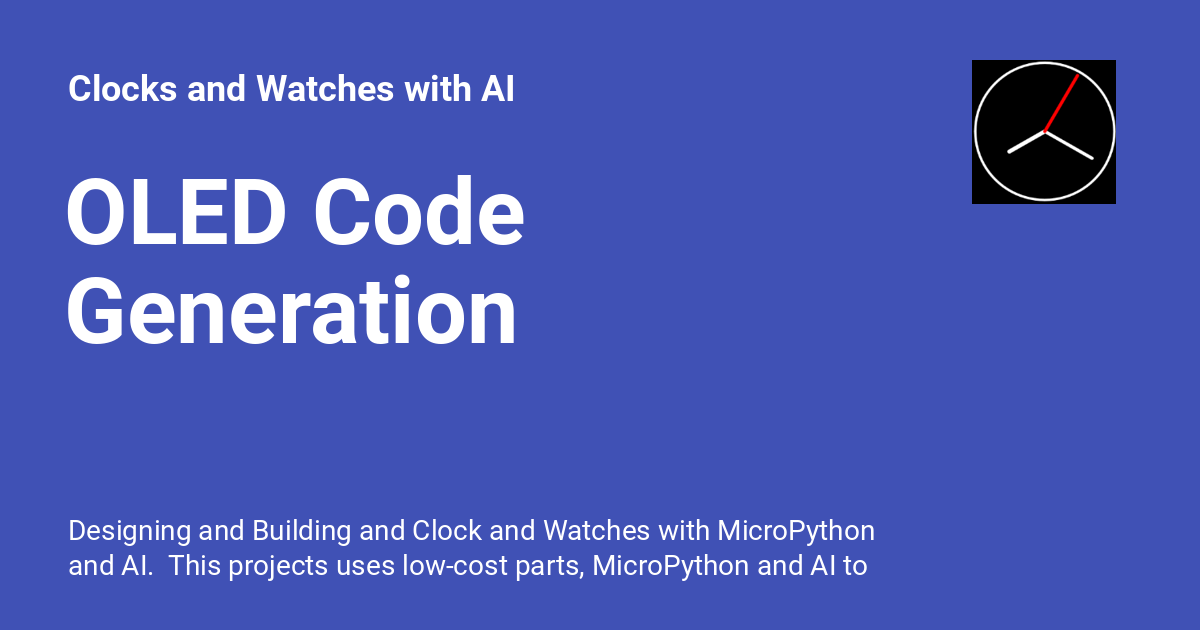 Clocks and Watches with AI
OLED Code
Generation
Designing and Building and Clock and Watches with MicroPython
and AI.  This projects uses low-cost parts, MicroPython and AI to